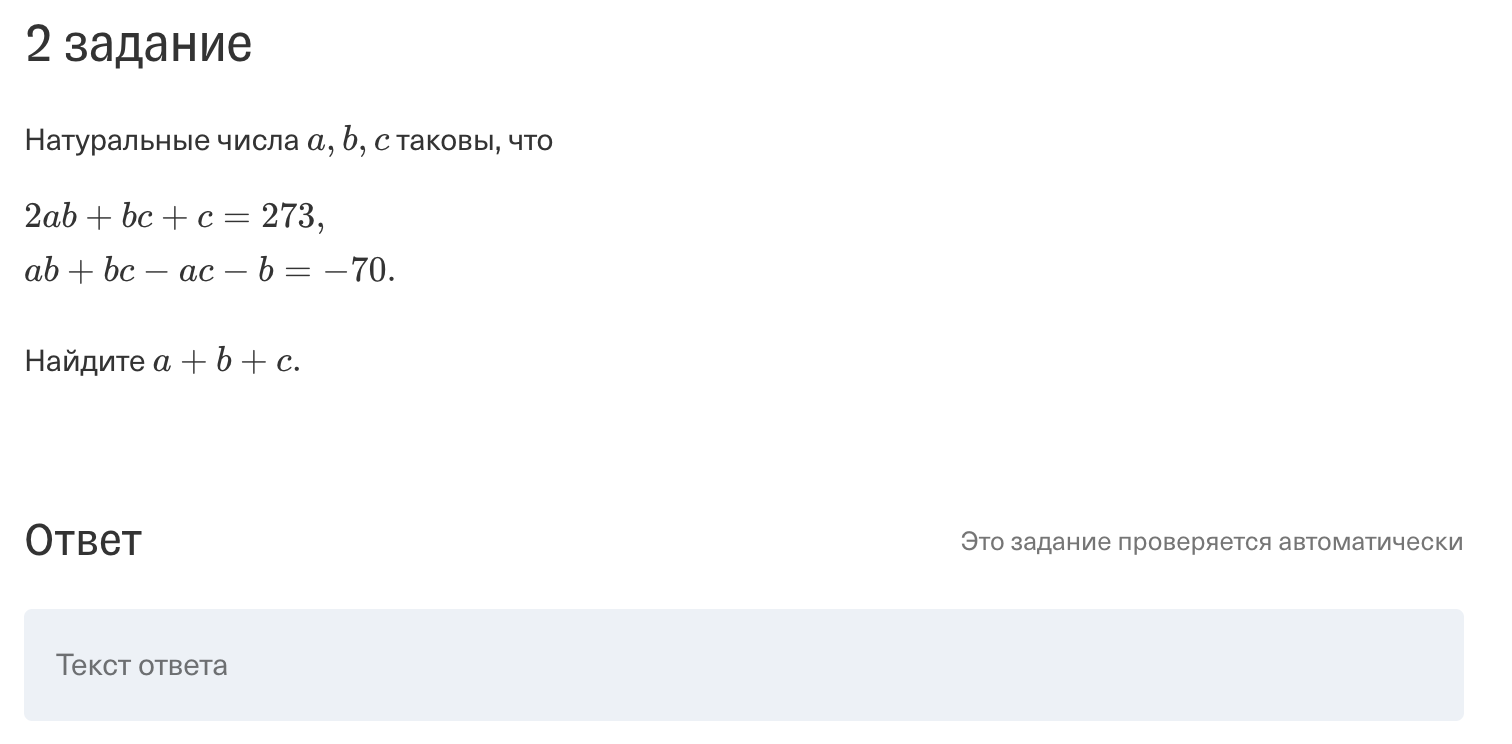 2 задание
Натуральные числа a, b, c таковы, что
2ab + bc + c = 273,
ab + bc − ac − b = −70.
Найдите a + b + c.
Ответ
Это задание проверяется автоматически
Текст ответа